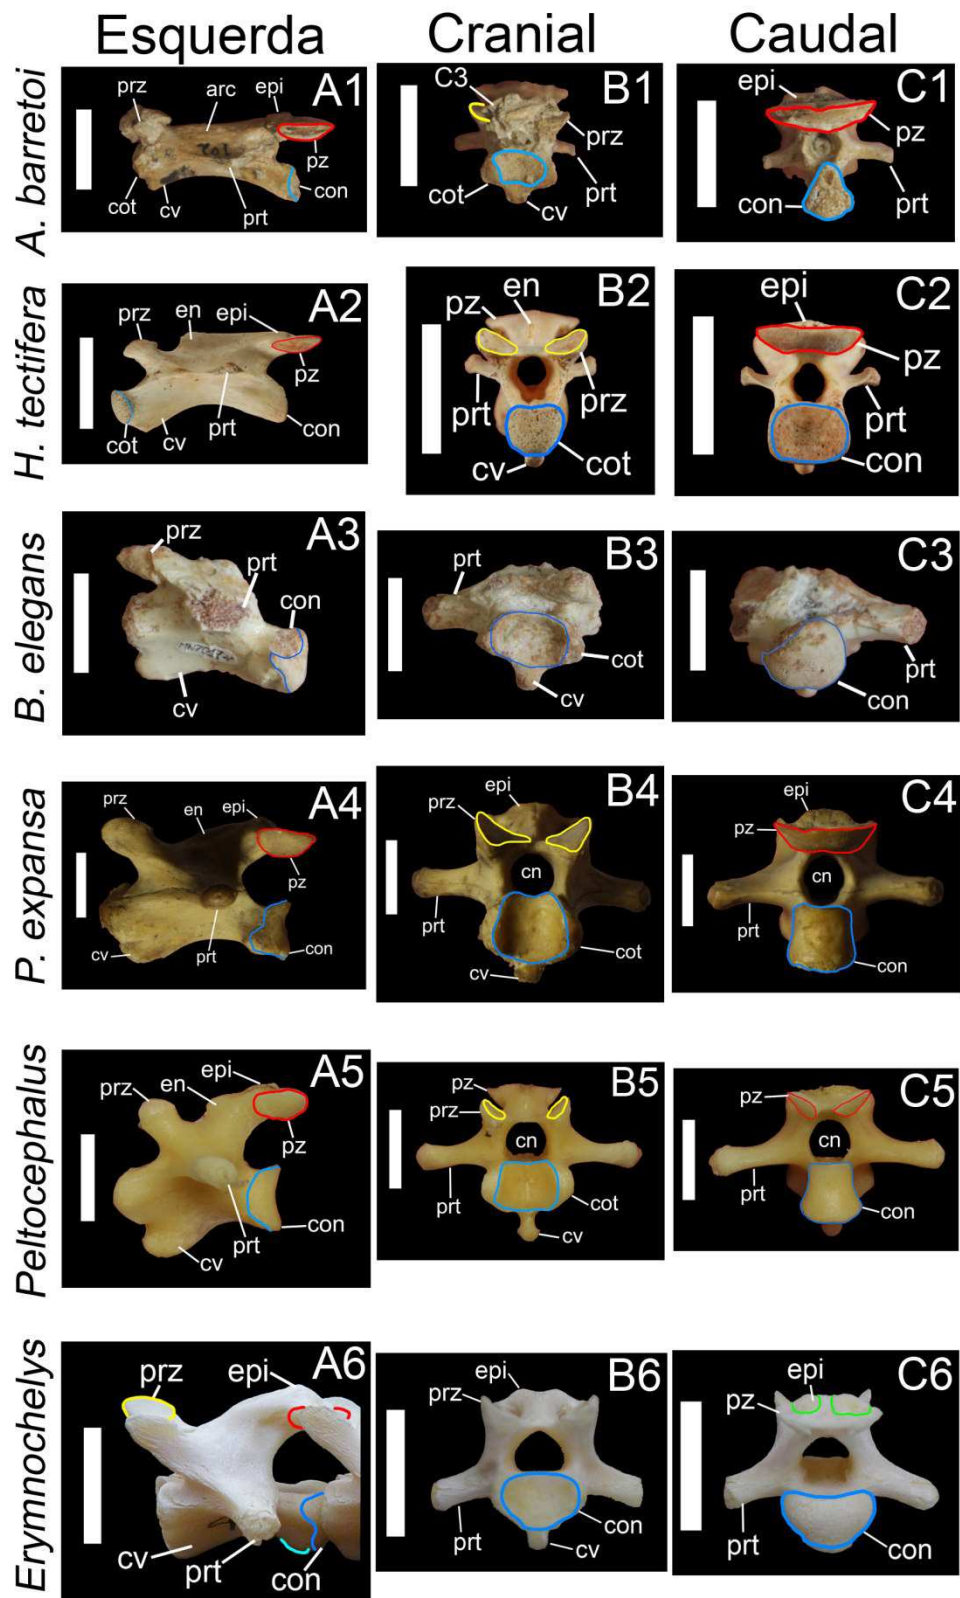 Esquerda Cranial Caudal
A. barretoi
A1
prz arc epi
pz
con
cot cv prt
B1
C3
prz
prt
cot
cv
C1
epi
pz
con
prt
H. tectifera
A2
prz en epi
pz
cot cv prt con
B2
pz en
prt prz
cv cot
C2
epi
pz
prt
con
B. elegans
A3
prz
prt
con
cv
B3
prt
cot
cv
C3
prt
con
P. expansa
A4
prz en epi
pz
cv prt con
B4
prz epi
cn
prt
cot
cv
C4
epi
pz
cn
prt
con
Peltocephalus
A5
prz en epi
pz
cv prt con
B5
pz
prz
cn
prt
cot
cv
C5
pz
cn
prt
con
Erymnochelys
A6
prz epi
cv prt con
B6
prz epi
prt
con
cv
C6
epi
pz
prt
con